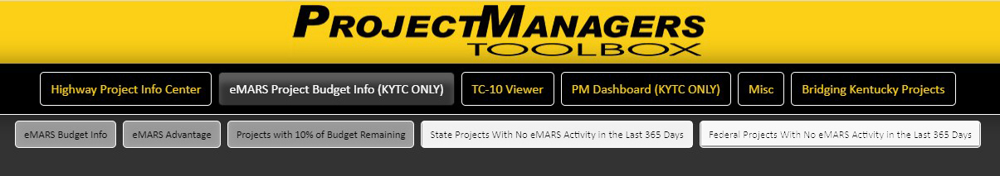 PROJECTMANAGERS
TOOLBOX
Highway Project Info Center eMARS Project Budget Info (KYTC ONLY) TC-10 Viewer PM Dashboard (KYTC ONLY) Misc Bridging Kentucky Projects
eMARS Budget Info eMARS Advantage Projects with 10% of Budget Remaining State Projects With No eMARS Activity in the Last 365 Days Federal Projects With No eMARS Activity in the Last 365 Days